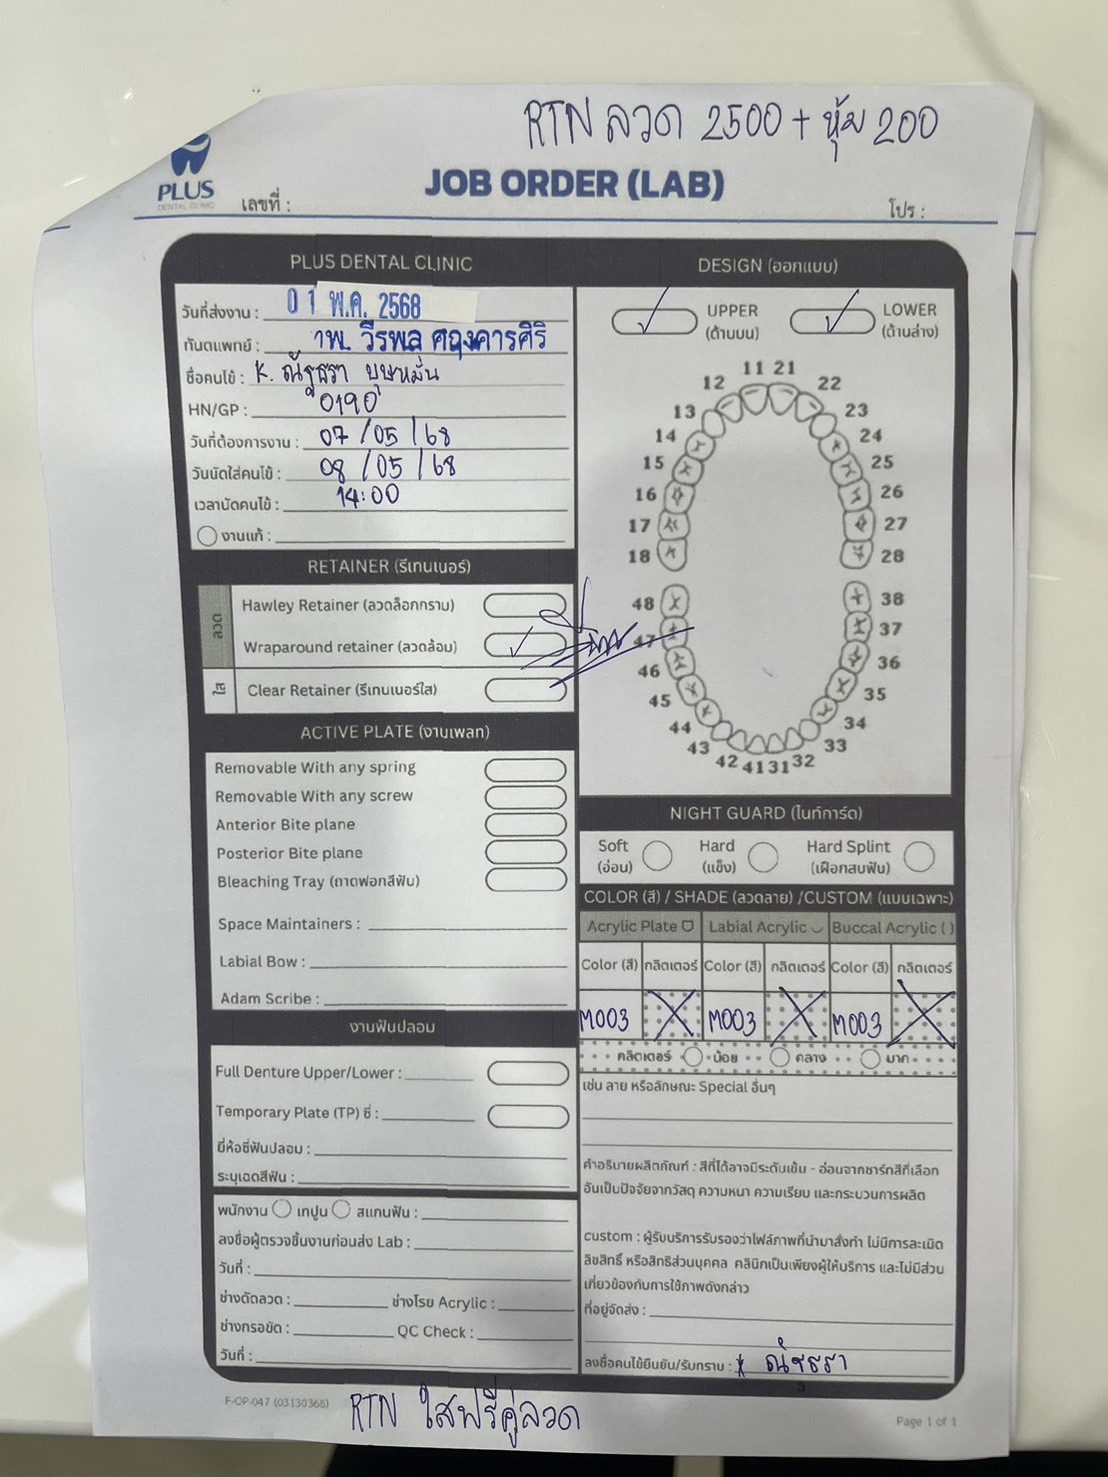 RTN ลวด 2500 + หุ้ม 200
PLUS
DENTAL CLINIC
เลขที่ :
JOB ORDER (LAB)
โปร :
PLUS DENTAL CLINIC
วันที่ส่งงาน : 01 พ.ค. 2568
ทันตแพทย์ : ทพ. วีรพล ศฤงคารศิริ
ชื่อคนไข้ : K. ณัฐธรา บุษหมั่น
HN/GP : 0190
วันที่ต้องการงาน : 07/05/68
วันนัดใส่คนไข้ : 08/05/68
เวลานัดคนไข้ : 14:00
งานแก้ :
RETAINER (รีเทนเนอร์)
ลวด
Hawley Retainer (ลวดล็อกกราม)
Wraparound retainer (ลวดล้อม)
ใส
Clear Retainer (รีเทนเนอร์ใส)
ACTIVE PLATE (งานเพลท)
Removable With any spring
Removable With any screw
Anterior Bite plane
Posterior Bite plane
Bleaching Tray (ถาดฟอกสีฟัน)
Space Maintainers :
Labial Bow :
Adam Scribe :
งานฟันปลอม
Full Denture Upper/Lower :
Temporary Plate (TP) ซี่ :
ยี่ห้อซี่ฟันปลอม :
ระบุเฉดสีฟัน :
พนักงาน เทปูน สแกนฟัน :
ลงชื่อผู้ตรวจชิ้นงานก่อนส่ง Lab :
วันที่ :
ช่างดัดลวด : ช่างโรย Acrylic :
ช่างกรอขัด : QC Check :
วันที่ :
DESIGN (ออกแบบ)
UPPER (ด้านบน)
LOWER (ด้านล่าง)
11 21
12 22
13 23
14 24
15 25
16 26
17 27
18 28
48 38
47 37
46 36
45 35
44 34
43 33
42 41 31 32
NIGHT GUARD (ไนท์การ์ด)
Soft (อ่อน)
Hard (แข็ง)
Hard Splint (เฝือกสบฟัน)
COLOR (สี) / SHADE (ลวดลาย) /CUSTOM (แบบเฉพาะ)
Acrylic Plate Labial Acrylic Buccal Acrylic ( )
Color (สี) กลิตเตอร์ Color (สี) กลิตเตอร์ Color (สี) กลิตเตอร์
M003 M003 M003
กลิตเตอร์ น้อย กลาง มาก
เช่น ลาย หรือลักษณะ Special อื่นๆ
คำอธิบายผลิตภัณฑ์ : สีที่ได้อาจมีระดับเข้ม - อ่อนจากชาร์ทสีที่เลือก
อันเป็นปัจจัยจากวัสดุ ความหนา ความเรียบ และกระบวนการผลิต
custom : ผู้รับบริการรับรองว่าไฟล์ภาพที่นำมาสั่งทำ ไม่มีการละเมิด
ลิขสิทธิ์ หรือสิทธิส่วนบุคคล คลินิกเป็นเพียงผู้ให้บริการ และไม่มีส่วน
เกี่ยวข้องกับการใช้ภาพดังกล่าว
ที่อยู่จัดส่ง :
ลงชื่อคนไข้ยืนยัน/รับทราบ : * ณัฐธรา
F-OP-047 (03130368)
RTN ใสฟรีคู่ลวด
Page 1 of 1